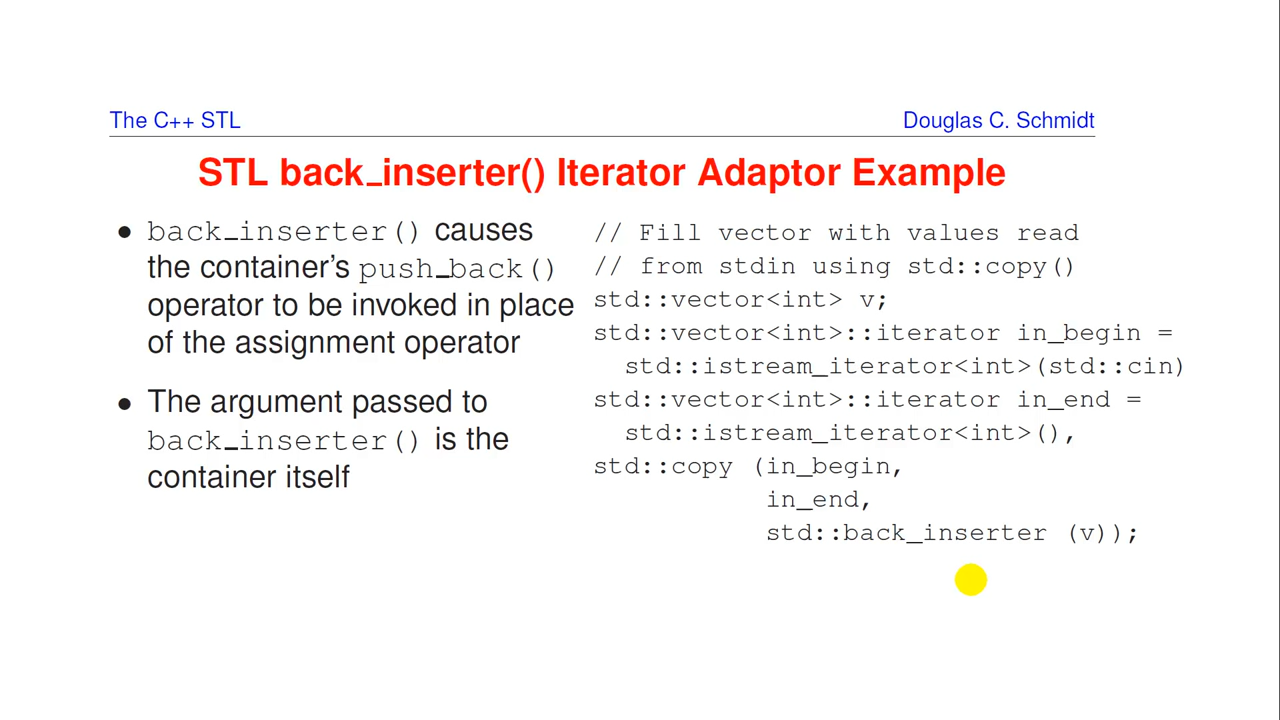 The C++ STL
Douglas C. Schmidt
STL back_inserter() Iterator Adaptor Example
• back_inserter() causes
the container’s push_back()
operator to be invoked in place
of the assignment operator
• The argument passed to
back_inserter() is the
container itself
// Fill vector with values read
// from stdin using std::copy()
std::vector<int> v;
std::vector<int>::iterator in_begin =
std::istream_iterator<int>(std::cin)
std::vector<int>::iterator in_end =
std::istream_iterator<int>(),
std::copy (in_begin,
in_end,
std::back_inserter (v));